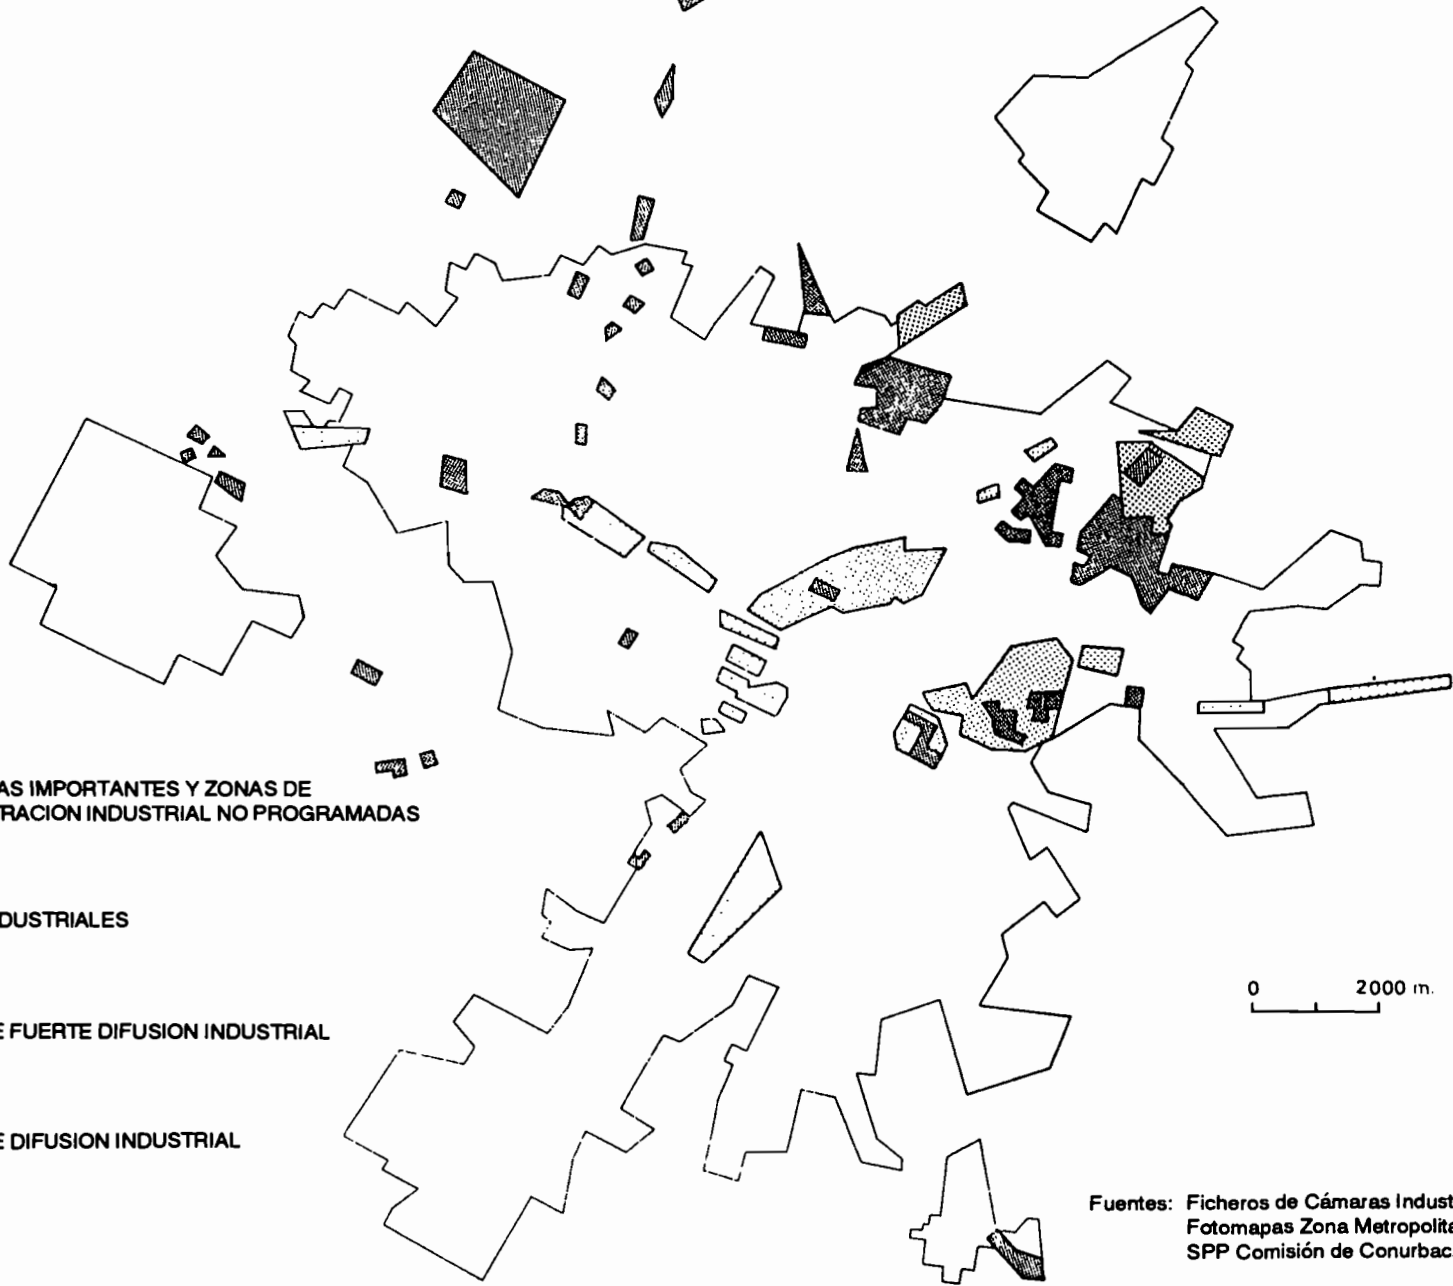 AS IMPORTANTES Y ZONAS DE
TRACION INDUSTRIAL NO PROGRAMADAS
DUSTRIALES
E FUERTE DIFUSION INDUSTRIAL
E DIFUSION INDUSTRIAL
0 2000 m.
Fuentes: Ficheros de Cámaras Indust
Fotomapas Zona Metropolita
SPP Comisión de Conurbac